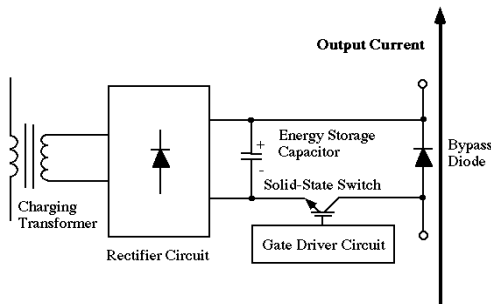 Output Current
Energy Storage
Capacitor
+
-
Bypass
Diode
Solid-State Switch
Charging
Transformer
Rectifier Circuit
Gate Driver Circuit